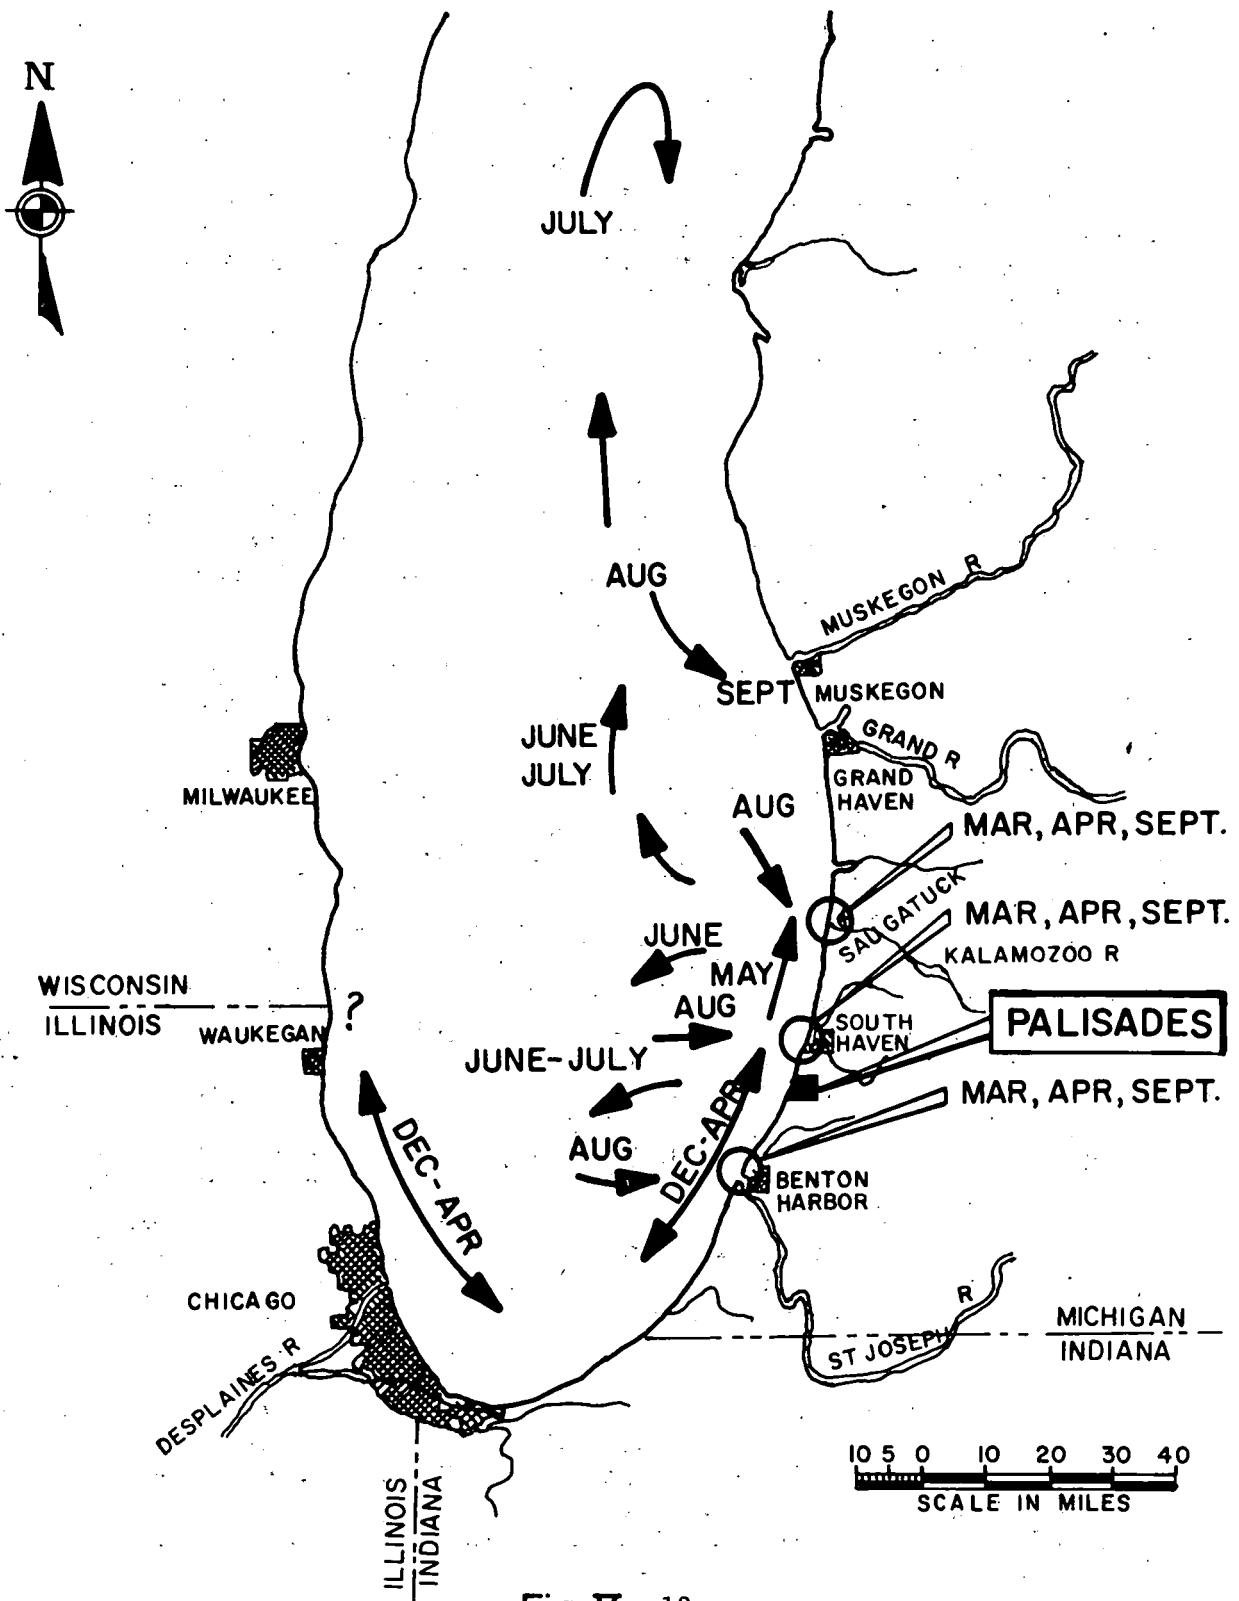 N
JULY
AUG
MUSKEGON R
SEPT
MUSKEGON
JUNE
JULY
GRAND R
GRAND
HAVEN
MILWAUKEE
AUG
MAR, APR, SEPT.
SAUGATUCK
MAR, APR, SEPT.
JUNE
KALAMOZOO R
MAY
WISCONSIN
ILLINOIS
?
AUG
WAUKEGAN
SOUTH
HAVEN
PALISADES
JUNE-JULY
MAR, APR, SEPT.
DEC-APR
DEC-APR
AUG
BENTON
HARBOR
CHICAGO
DESPLAINES R
ST JOSEPH R
MICHIGAN
INDIANA
10 5 0 10 20 30 40
SCALE IN MILES
ILLINOIS
INDIANA